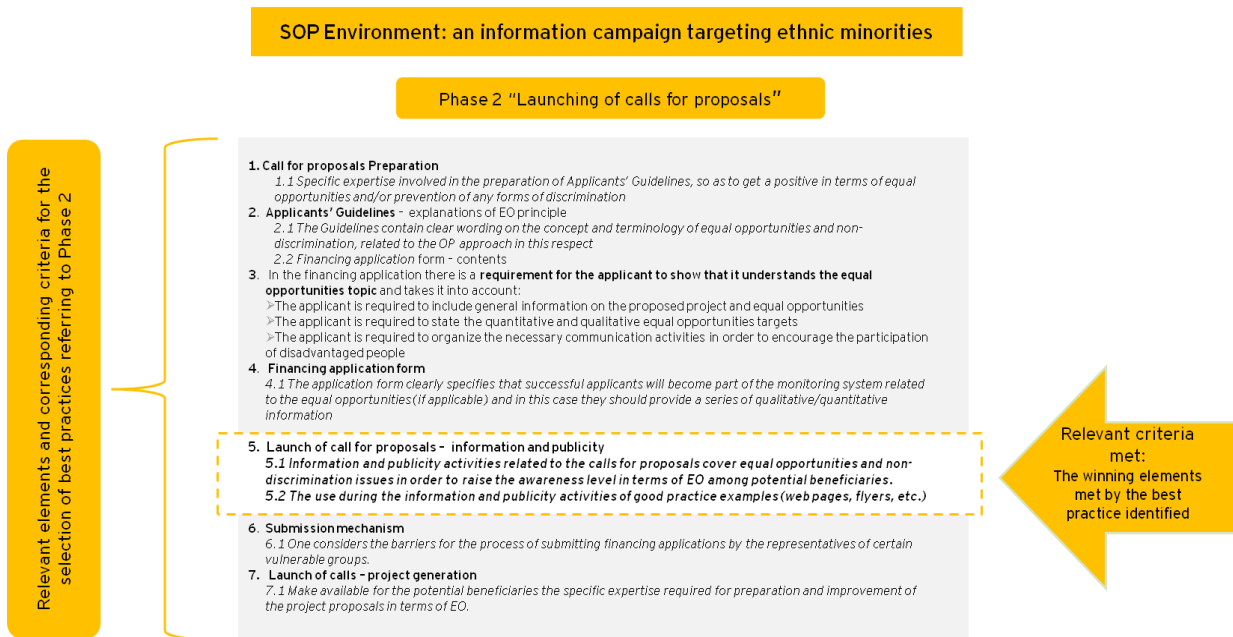 SOP Environment: an information campaign targeting ethnic minorities
Phase 2 “Launching of calls for proposals”
Relevant elements and corresponding criteria for the
selection of best practices referring to Phase 2
1. Call for proposals Preparation
1.1 Specific expertise involved in the preparation of Applicants’ Guidelines, so as to get a positive in terms of equal
opportunities and/or prevention of any forms of discrimination
2. Applicants’ Guidelines – explanations of EO principle
2.1 The Guidelines contain clear wording on the concept and terminology of equal opportunities and non-
discrimination, related to the OP approach in this respect
2.2 Financing application form – contents
3. In the financing application there is a requirement for the applicant to show that it understands the equal
opportunities topic and takes it into account:
➢The applicant is required to include general information on the proposed project and equal opportunities
➢The applicant is required to state the quantitative and qualitative equal opportunities targets
➢The applicant is required to organize the necessary communication activities in order to encourage the participation
of disadvantaged people
4. Financing application form
4.1 The application form clearly specifies that successful applicants will become part of the monitoring system related
to the equal opportunities (if applicable) and in this case they should provide a series of qualitative/quantitative
information
5. Launch of call for proposals – information and publicity
5.1 Information and publicity activities related to the calls for proposals cover equal opportunities and non-
discrimination issues in order to raise the awareness level in terms of EO among potential beneficiaries.
5.2 The use during the information and publicity activities of good practice examples (web pages, flyers, etc.)
6. Submission mechanism
6.1 One considers the barriers for the process of submitting financing applications by the representatives of certain
vulnerable groups.
7. Launch of calls – project generation
7.1 Make available for the potential beneficiaries the specific expertise required for preparation and improvement of
the project proposals in terms of EO.
Relevant criteria
met:
The winning elements
met by the best
practice identified